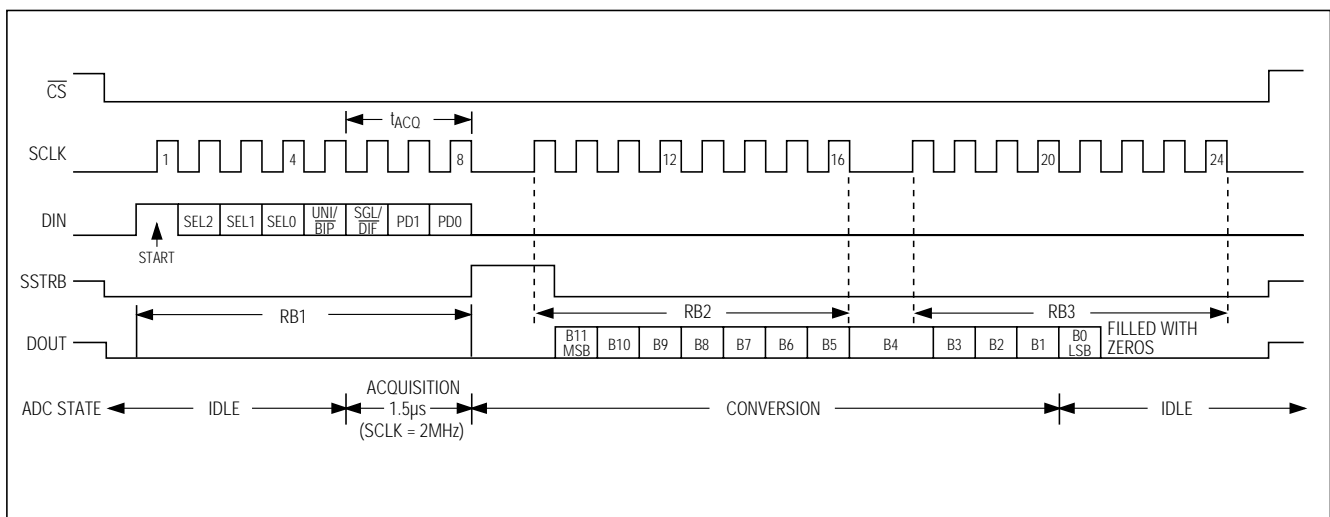 CS
tACQ
SCLK 1 4 8 12 16 20 24
DIN SEL2 SEL1 SEL0 UNI/ BIP SGL/ DIF PD1 PD0
START
SSTRB
RB1 RB2 RB3
DOUT B11 MSB B10 B9 B8 B7 B6 B5 B4 B3 B2 B1 B0 LSB FILLED WITH ZEROS
ADC STATE IDLE ACQUISITION 1.5µs (SCLK = 2MHz) CONVERSION IDLE